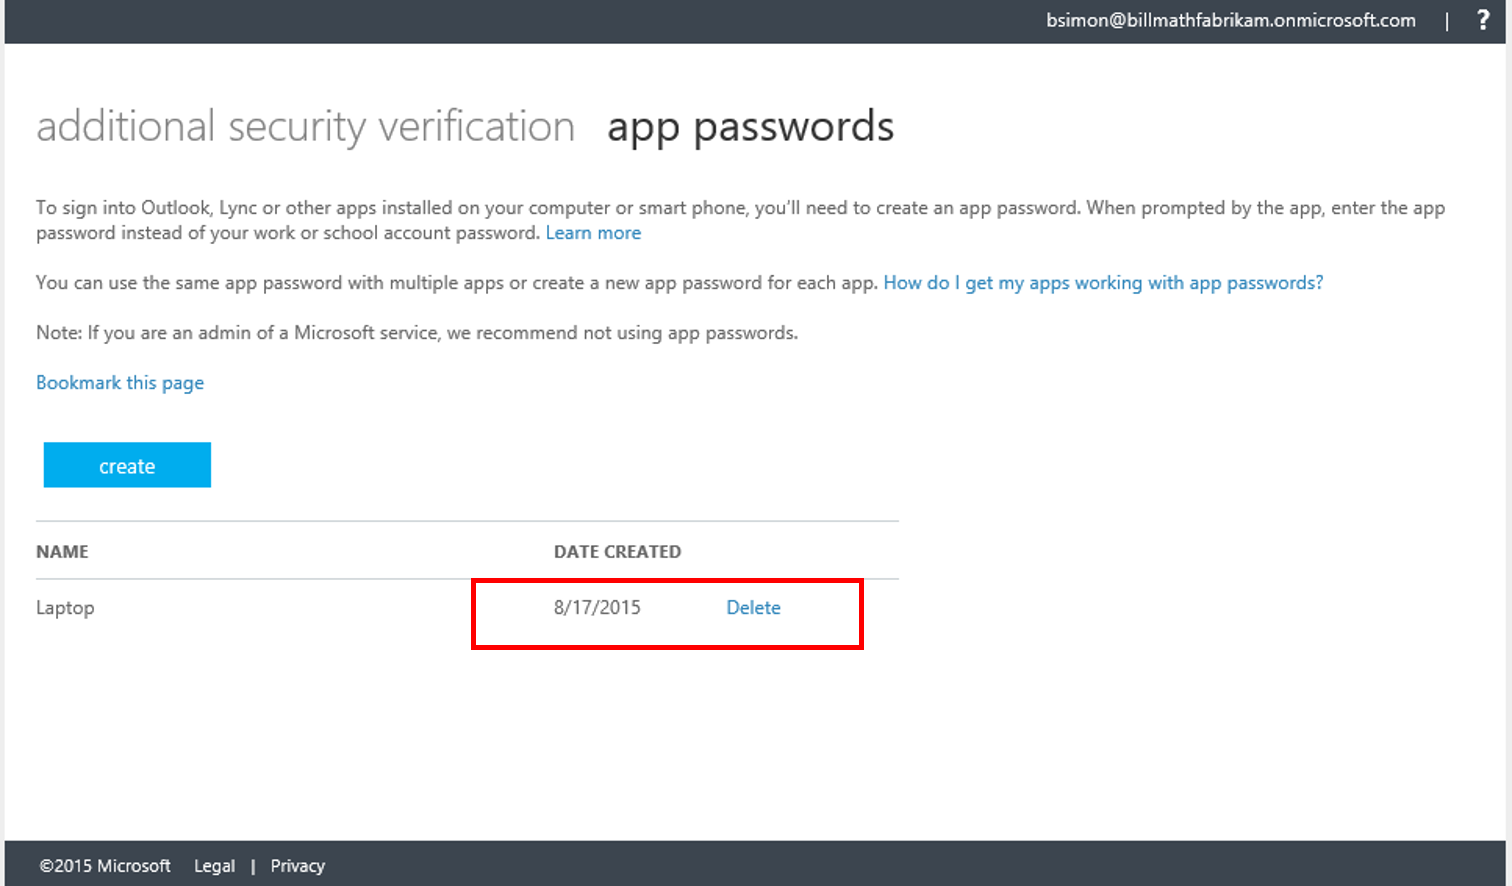 bsimon@billmathfabrikam.onmicrosoft.com | ?
additional security verification app passwords
To sign into Outlook, Lync or other apps installed on your computer or smart phone, you'll need to create an app password. When prompted by the app, enter the app
password instead of your work or school account password. Learn more
You can use the same app password with multiple apps or create a new app password for each app. How do I get my apps working with app passwords?
Note: If you are an admin of a Microsoft service, we recommend not using app passwords.
Bookmark this page
create
NAME DATE CREATED
Laptop 8/17/2015 Delete
©2015 Microsoft Legal | Privacy